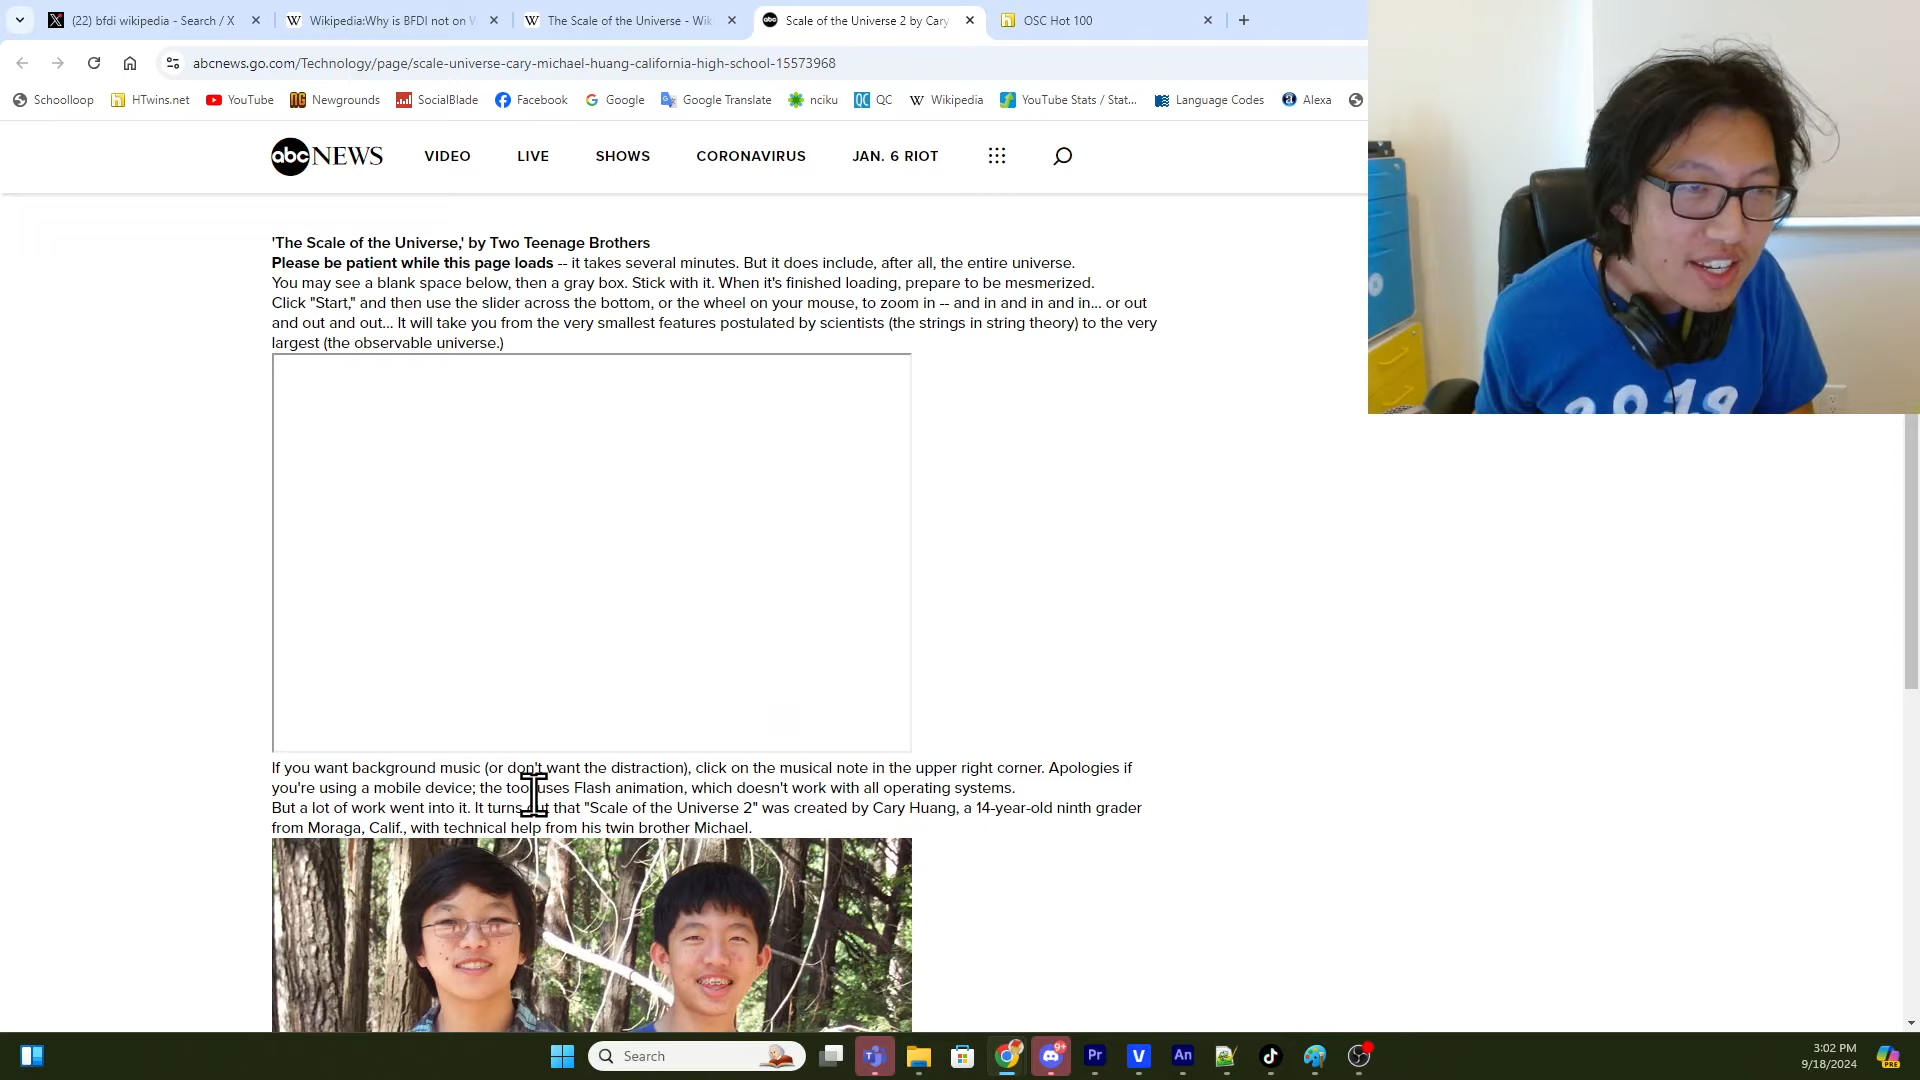 (22) bfdi wikipedia - Search / X
Wikipedia:Why is BFDI not on W
The Scale of the Universe - Wik
Scale of the Universe 2 by Cary
OSC Hot 100
abcnews.go.com/Technology/page/scale-universe-cary-michael-huang-california-high-school-15573968
Schoolloop
HTwins.net
YouTube
Newgrounds
SocialBlade
Facebook
Google
Google Translate
nciku
QC
Wikipedia
YouTube Stats / Stat...
Language Codes
Alexa
abc NEWS
VIDEO
LIVE
SHOWS
CORONAVIRUS
JAN. 6 RIOT
'The Scale of the Universe,' by Two Teenage Brothers
Please be patient while this page loads -- it takes several minutes. But it does include, after all, the entire universe.
You may see a blank space below, then a gray box. Stick with it. When it's finished loading, prepare to be mesmerized.
Click "Start," and then use the slider across the bottom, or the wheel on your mouse, to zoom in -- and in and in and in... or out
and out and out... It will take you from the very smallest features postulated by scientists (the strings in string theory) to the very
largest (the observable universe.)
If you want background music (or don't want the distraction), click on the musical note in the upper right corner. Apologies if
you're using a mobile device; the tool uses Flash animation, which doesn't work with all operating systems.
But a lot of work went into it. It turns out that "Scale of the Universe 2" was created by Cary Huang, a 14-year-old ninth grader
from Moraga, Calif., with technical help from his twin brother Michael.
2019
Search
9+
Pr
V
An
3:02 PM
9/18/2024
PRE